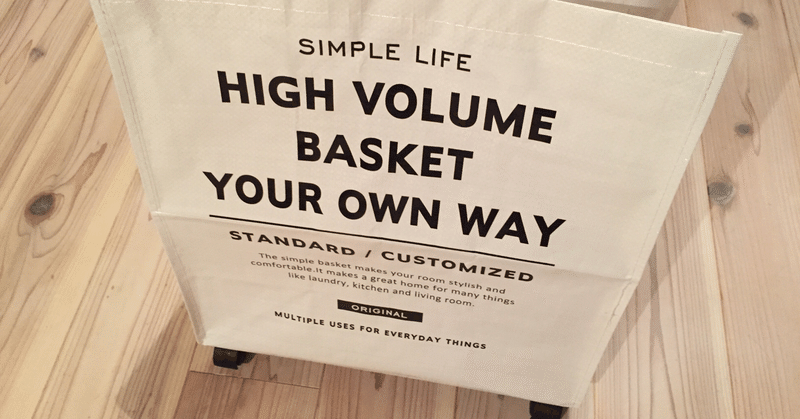 SIMPLE LIFE
HIGH VOLUME
BASKET
YOUR OWN WAY
STANDARD / CUSTOMIZED
The simple basket makes your room stylish and
comfortable.It makes a great home for many things
like laundry, kitchen and living room.
ORIGINAL
MULTIPLE USES FOR EVERYDAY THINGS